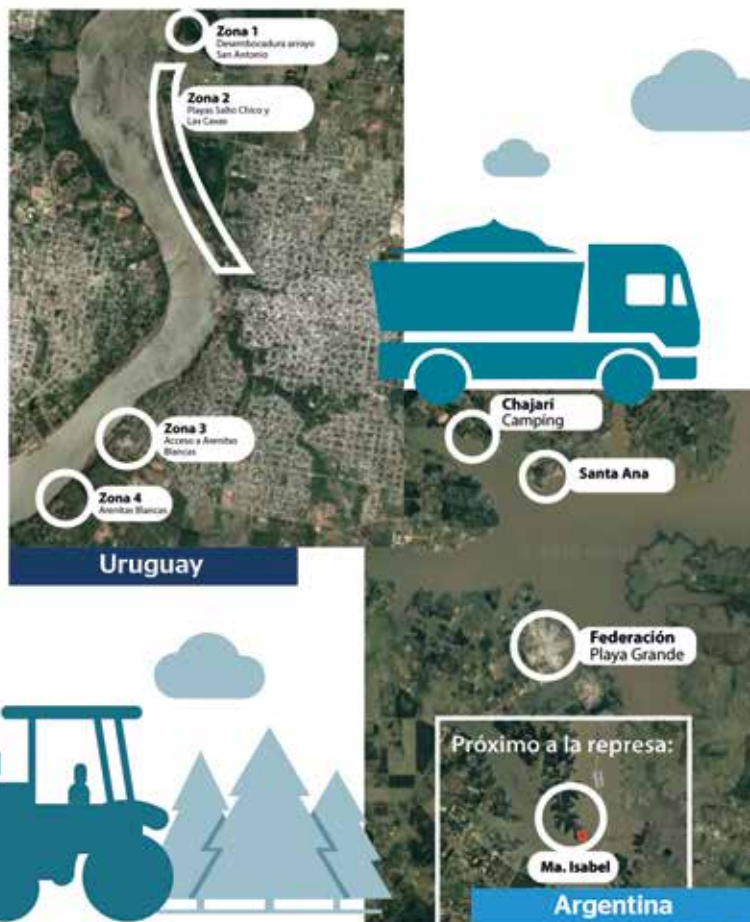 Zona 1
Desembocadura arroyo
San Antonio
Zona 2
Playas Salto Chico y
Las Cavas
Zona 3
Acceso a Arenitas
Blancas
Zona 4
Arenitas Blancas
Uruguay
Chajarí
Camping
Santa Ana
Federación
Playa Grande
Próximo a la represa:
Ma. Isabel
Argentina